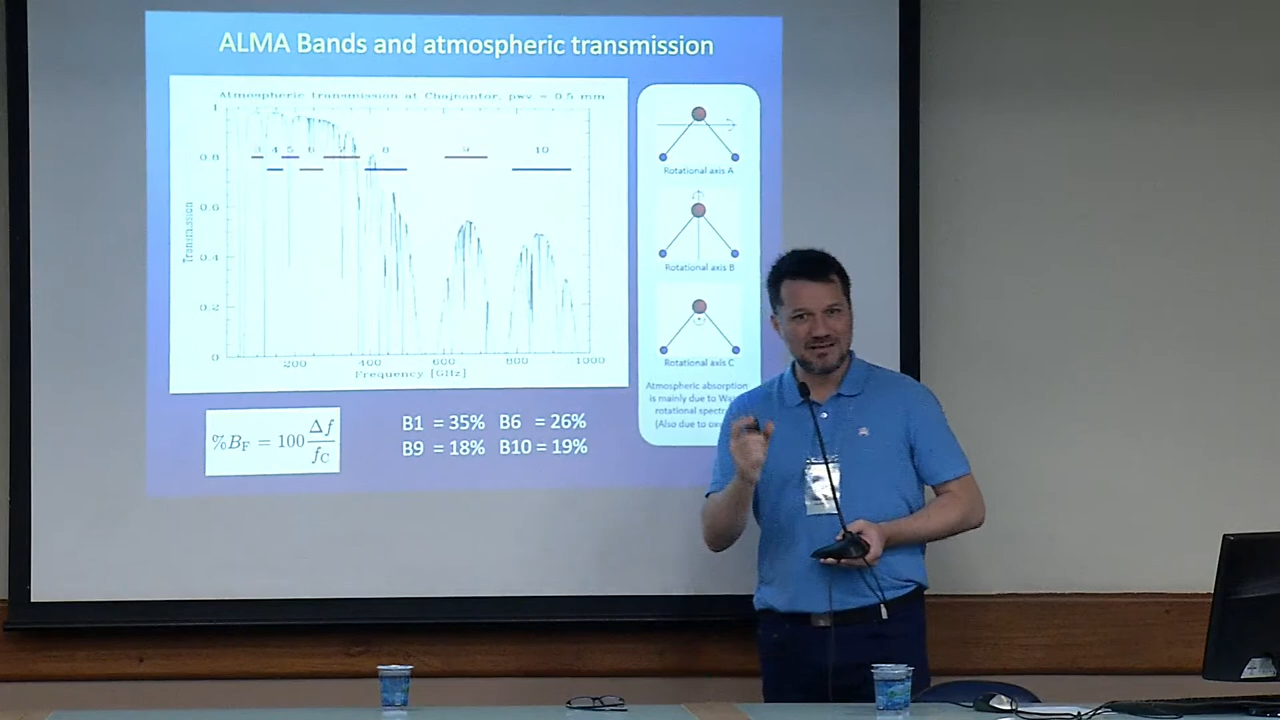 ALMA Bands and atmospheric transmission
Atmospheric transmission at Chajnantor, pwv = 0.5 mm
1
0.8
0.6
0.4
0.2
0
Transmission
3 4 5 6 7 8 9 10
200 400 600 800 1000
Frequency [GHz]
Rotational axis A
Rotational axis B
Rotational axis C
Atmospheric absorption
is mainly due to
rotational
(Also due to
%B_F = 100 Δf/f_C
B1 = 35% B6 = 26%
B9 = 18% B10 = 19%